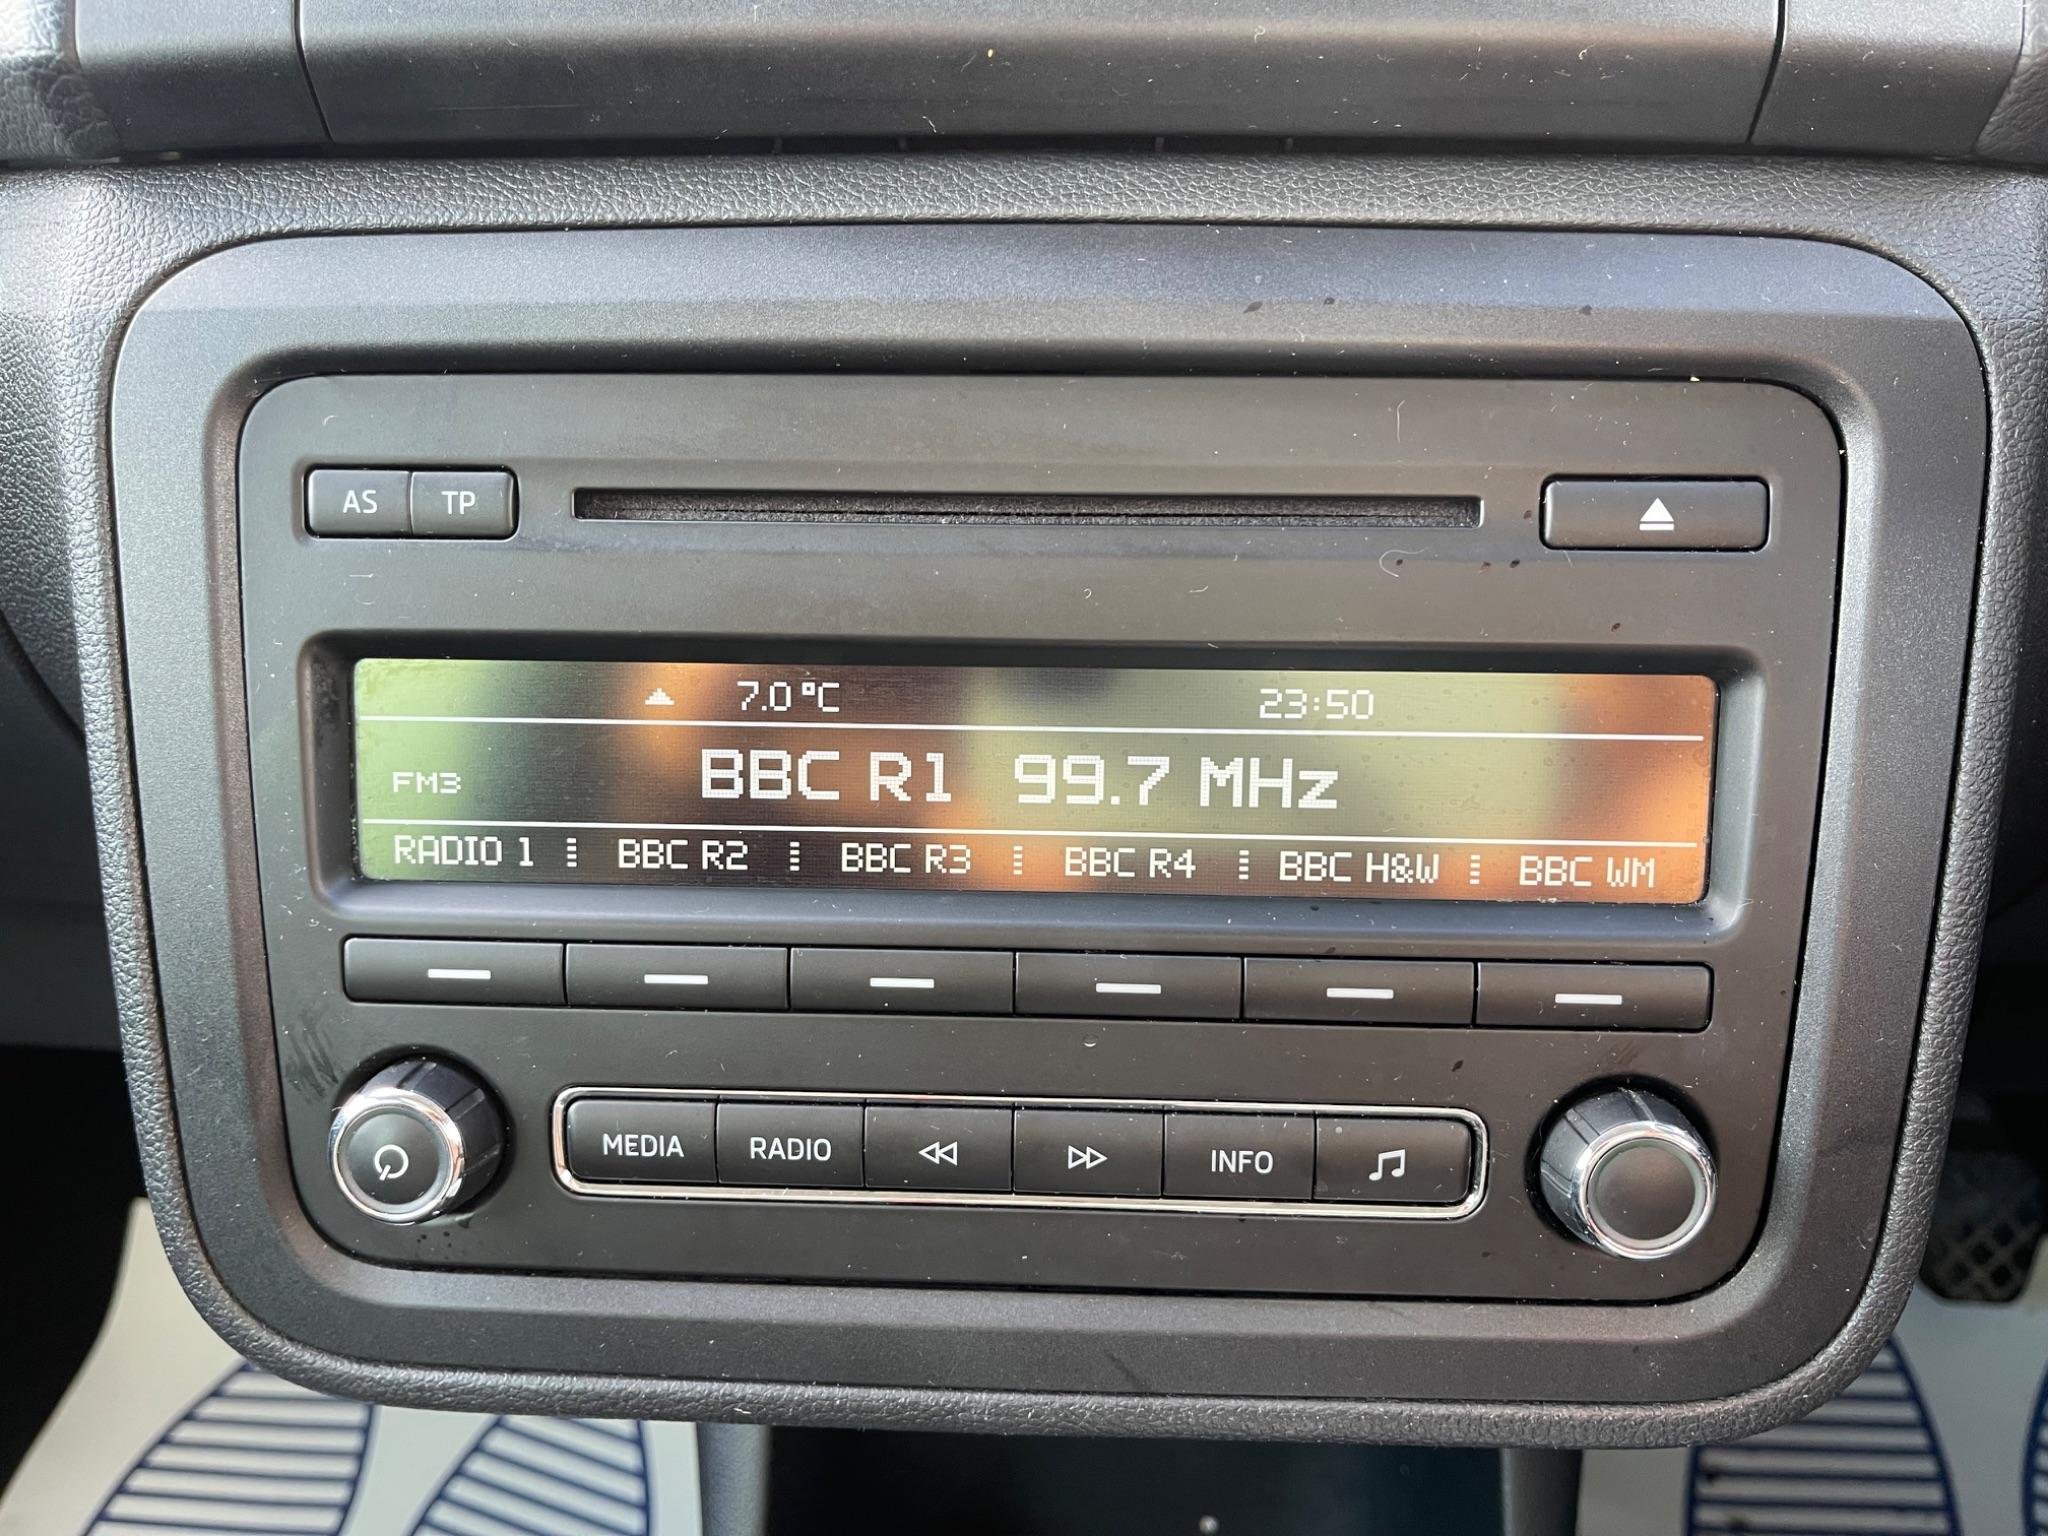 AS TP
7.0 °C 23:50
FM3 BBC R1 99.7 MHz
RADIO 1 BBC R2 BBC R3 BBC R4 BBC H&W BBC WM
MEDIA RADIO INFO